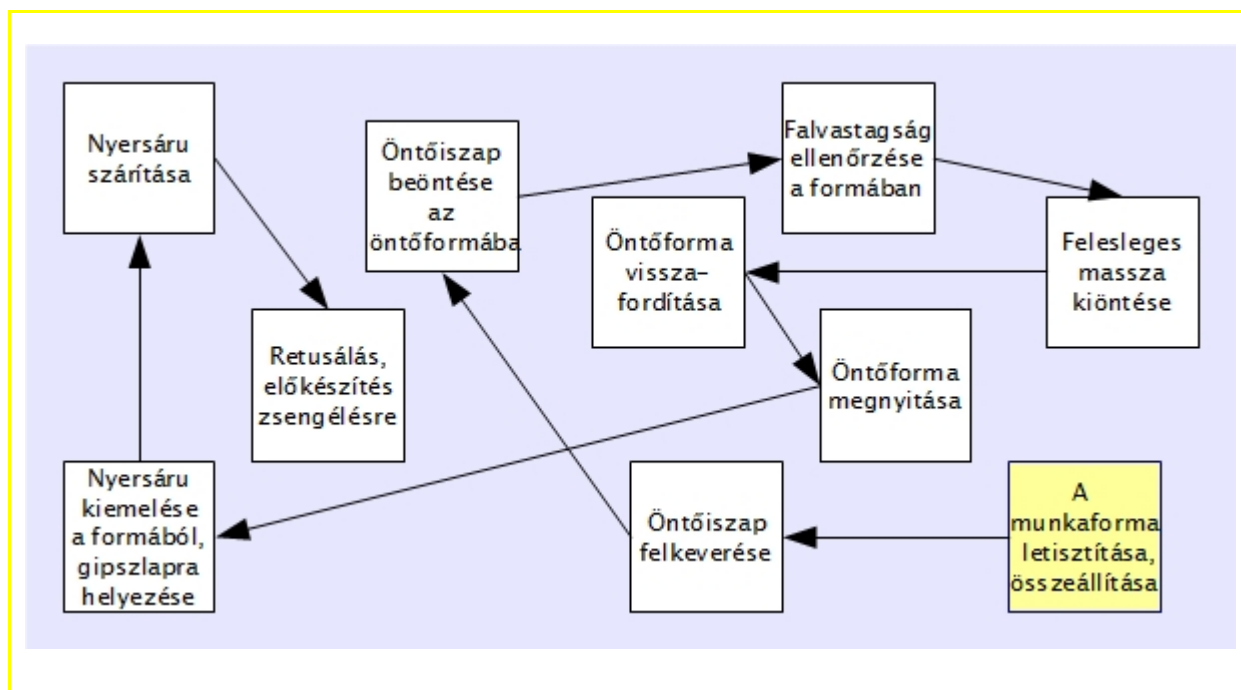 Nyersáru
szárítása
Öntőiszap
beöntése
az
öntőformába
Falvastagság
ellenőrzése
a formában
Öntőforma
vissza-
fordítása
Felesleges
massza
kiöntése
Retusálás,
előkészítés
zsengélésre
Öntőforma
megnyitása
Nyersáru
kiemelése
a formából,
gipszlapra
helyezése
Öntőiszap
felkeverése
A
munkaforma
letisztítása,
összeállítása